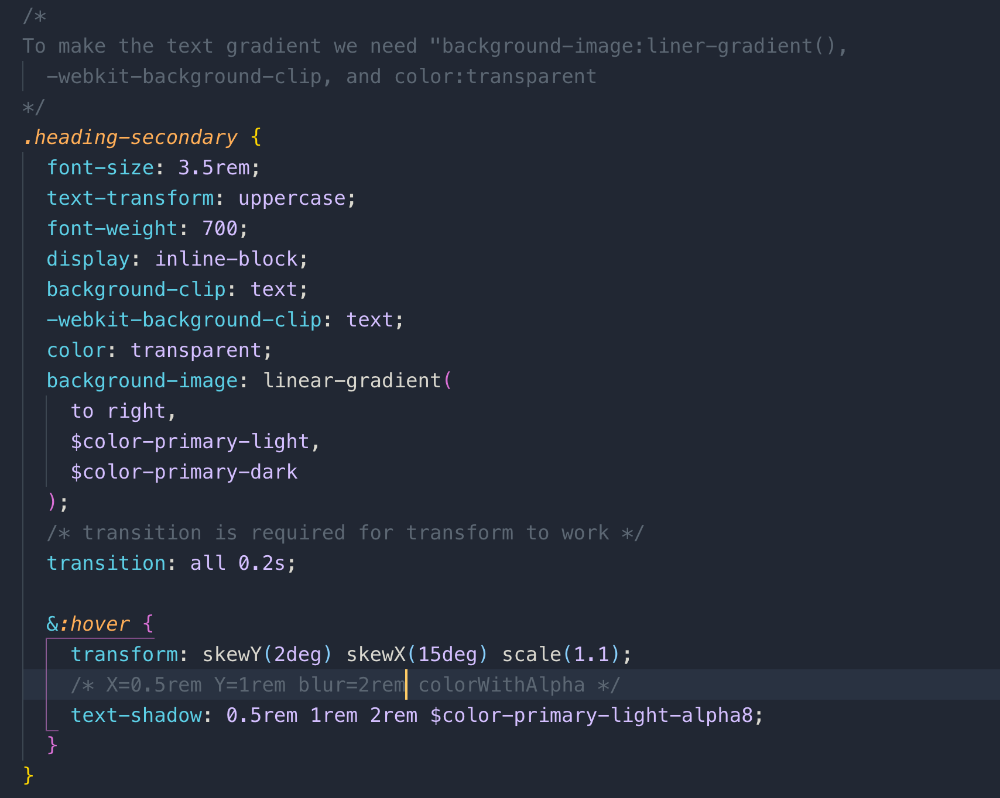 /*
To make the text gradient we need "background-image:liner-gradient(),
-webkit-background-clip, and color:transparent
*/
.heading-secondary {
font-size: 3.5rem;
text-transform: uppercase;
font-weight: 700;
display: inline-block;
background-clip: text;
-webkit-background-clip: text;
color: transparent;
background-image: linear-gradient(
to right,
$color-primary-light,
$color-primary-dark
);
/* transition is required for transform to work */
transition: all 0.2s;
&:hover {
transform: skewY(2deg) skewX(15deg) scale(1.1);
/* X=0.5rem Y=1rem blur=2rem colorWithAlpha */
text-shadow: 0.5rem 1rem 2rem $color-primary-light-alpha8;
}
}